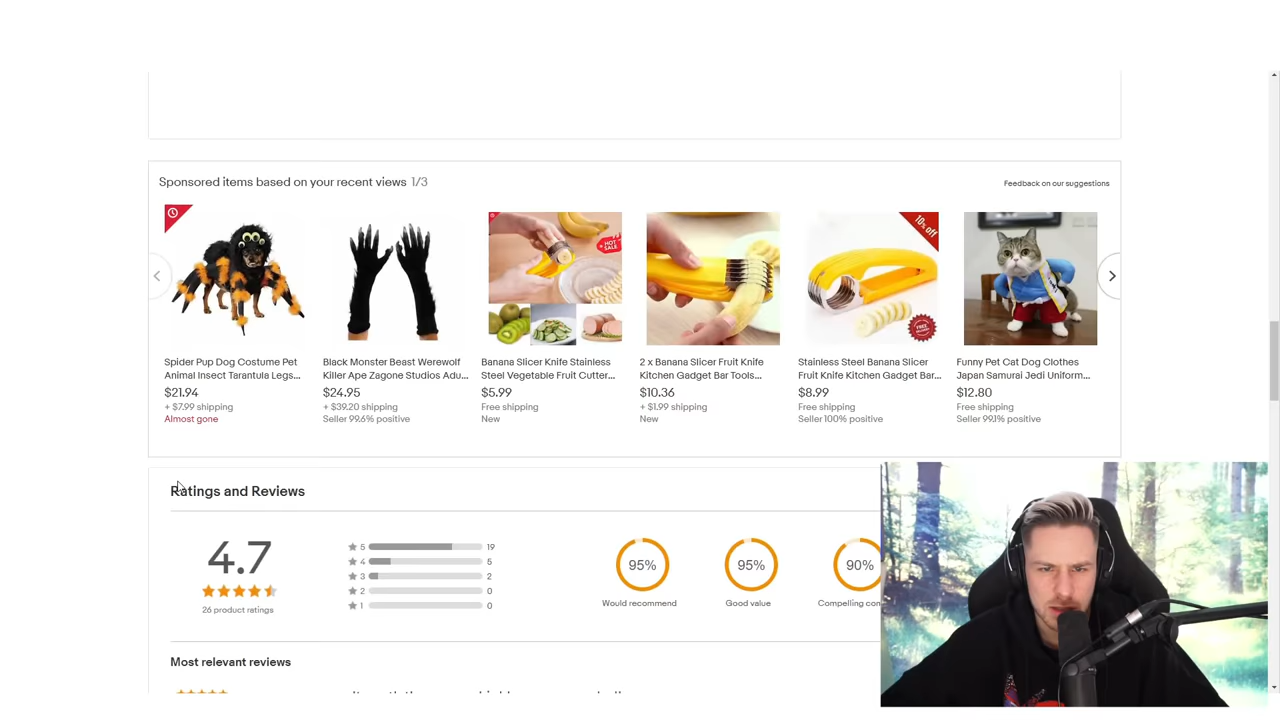 Sponsored items based on your recent views 1/3
Feedback on our suggestions
HOT SALE
10% off
FREE
Spider Pup Dog Costume Pet
Animal Insect Tarantula Legs...
$21.94
+ $7.99 shipping
Almost gone
Black Monster Beast Werewolf
Killer Ape Zagone Studios Adu...
$24.95
+ $39.20 shipping
Seller 99.6% positive
Banana Slicer Knife Stainless
Steel Vegetable Fruit Cutter...
$5.99
Free shipping
New
2 x Banana Slicer Fruit Knife
Kitchen Gadget Bar Tools...
$10.36
+ $1.99 shipping
New
Stainless Steel Banana Slicer
Fruit Knife Kitchen Gadget Bar...
$8.99
Free shipping
Seller 100% positive
Funny Pet Cat Dog Clothes
Japan Samurai Jedi Uniform...
$12.80
Free shipping
Seller 99.1% positive
Ratings and Reviews
4.7
26 product ratings
5 19
4 5
3 2
2 0
1 0
95%
Would recommend
95%
Good value
90%
Compelling con
Most relevant reviews